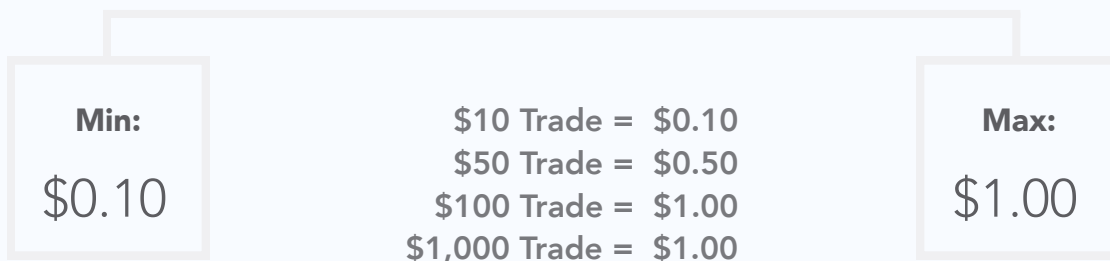 Min:
$0.10
$10 Trade = $0.10
$50 Trade = $0.50
$100 Trade = $1.00
$1,000 Trade = $1.00
Max:
$1.00